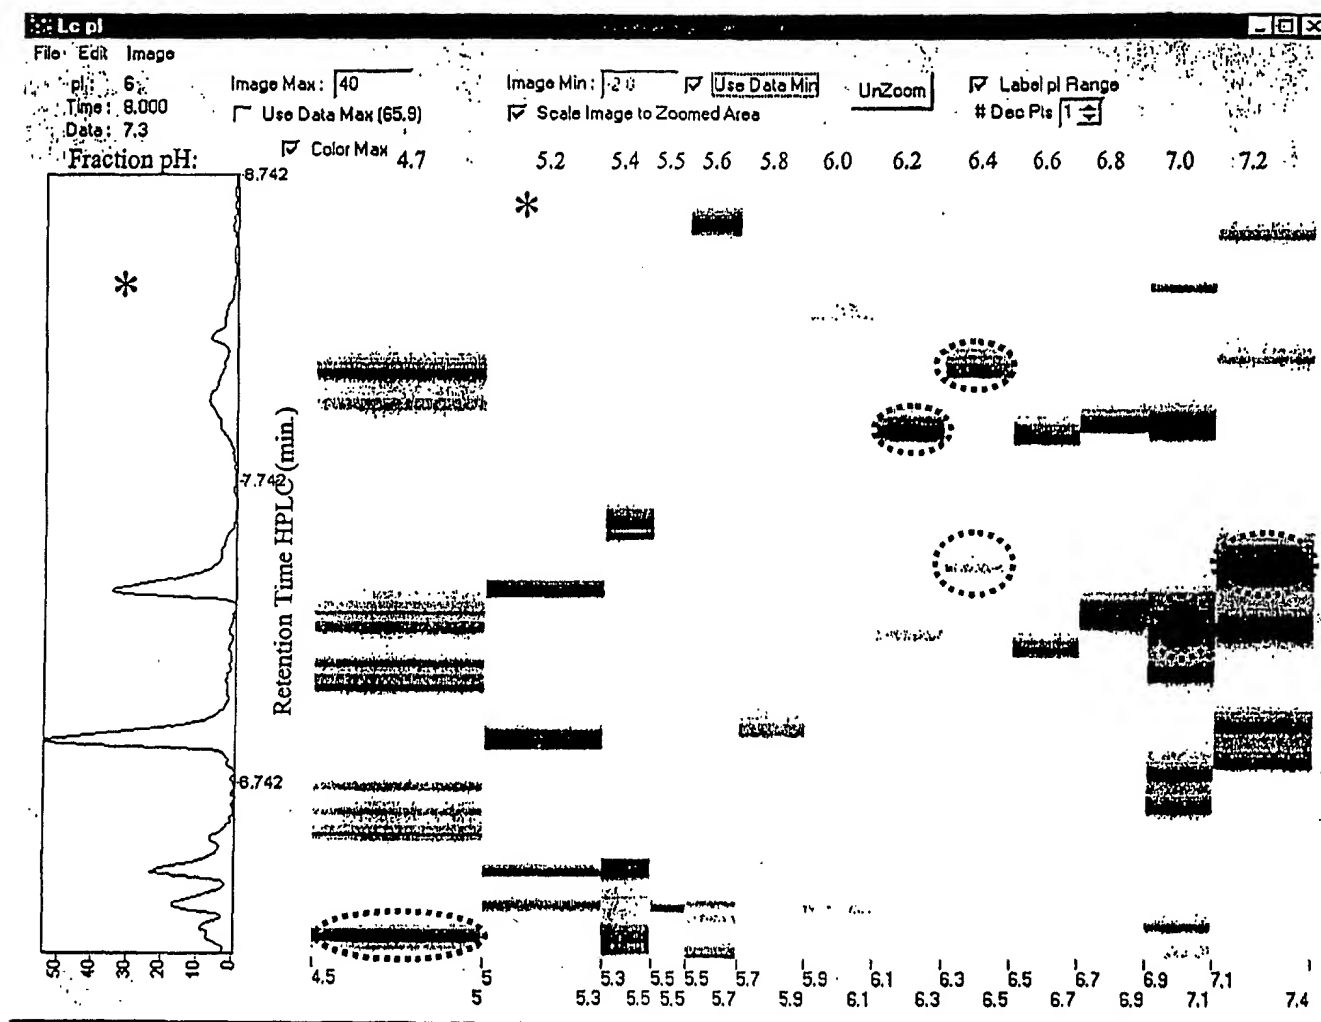 Lc pI
File Edit Image
pI: 6
Time: 8.000
Data: 7.3
Image Max: 40
Use Data Max (65.9)
Color Max
Image Min: -2.0
Use Data Min
Scale Image to Zoomed Area
UnZoom
Label pI Range
# Dec Pts 1
Fraction pH: 4.7 5.2 5.4 5.5 5.6 5.8 6.0 6.2 6.4 6.6 6.8 7.0 7.2
*
*
8.742
7.742
6.742
Retention Time HPLC (min.)
50 40 30 20 10 0
4.5 5 5.3 5.5 5.5 5.7 5.9 6.1 6.3 6.5 6.7 6.9 7.1
5 5.3 5.5 5.5 5.7 5.9 6.1 6.3 6.5 6.7 6.9 7.1 7.4